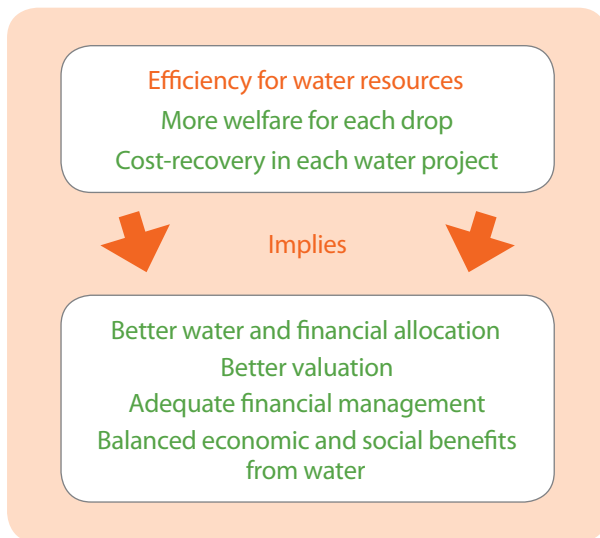 Efficiency for water resources
More welfare for each drop
Cost-recovery in each water project
Implies
Better water and financial allocation
Better valuation
Adequate financial management
Balanced economic and social benefits
from water